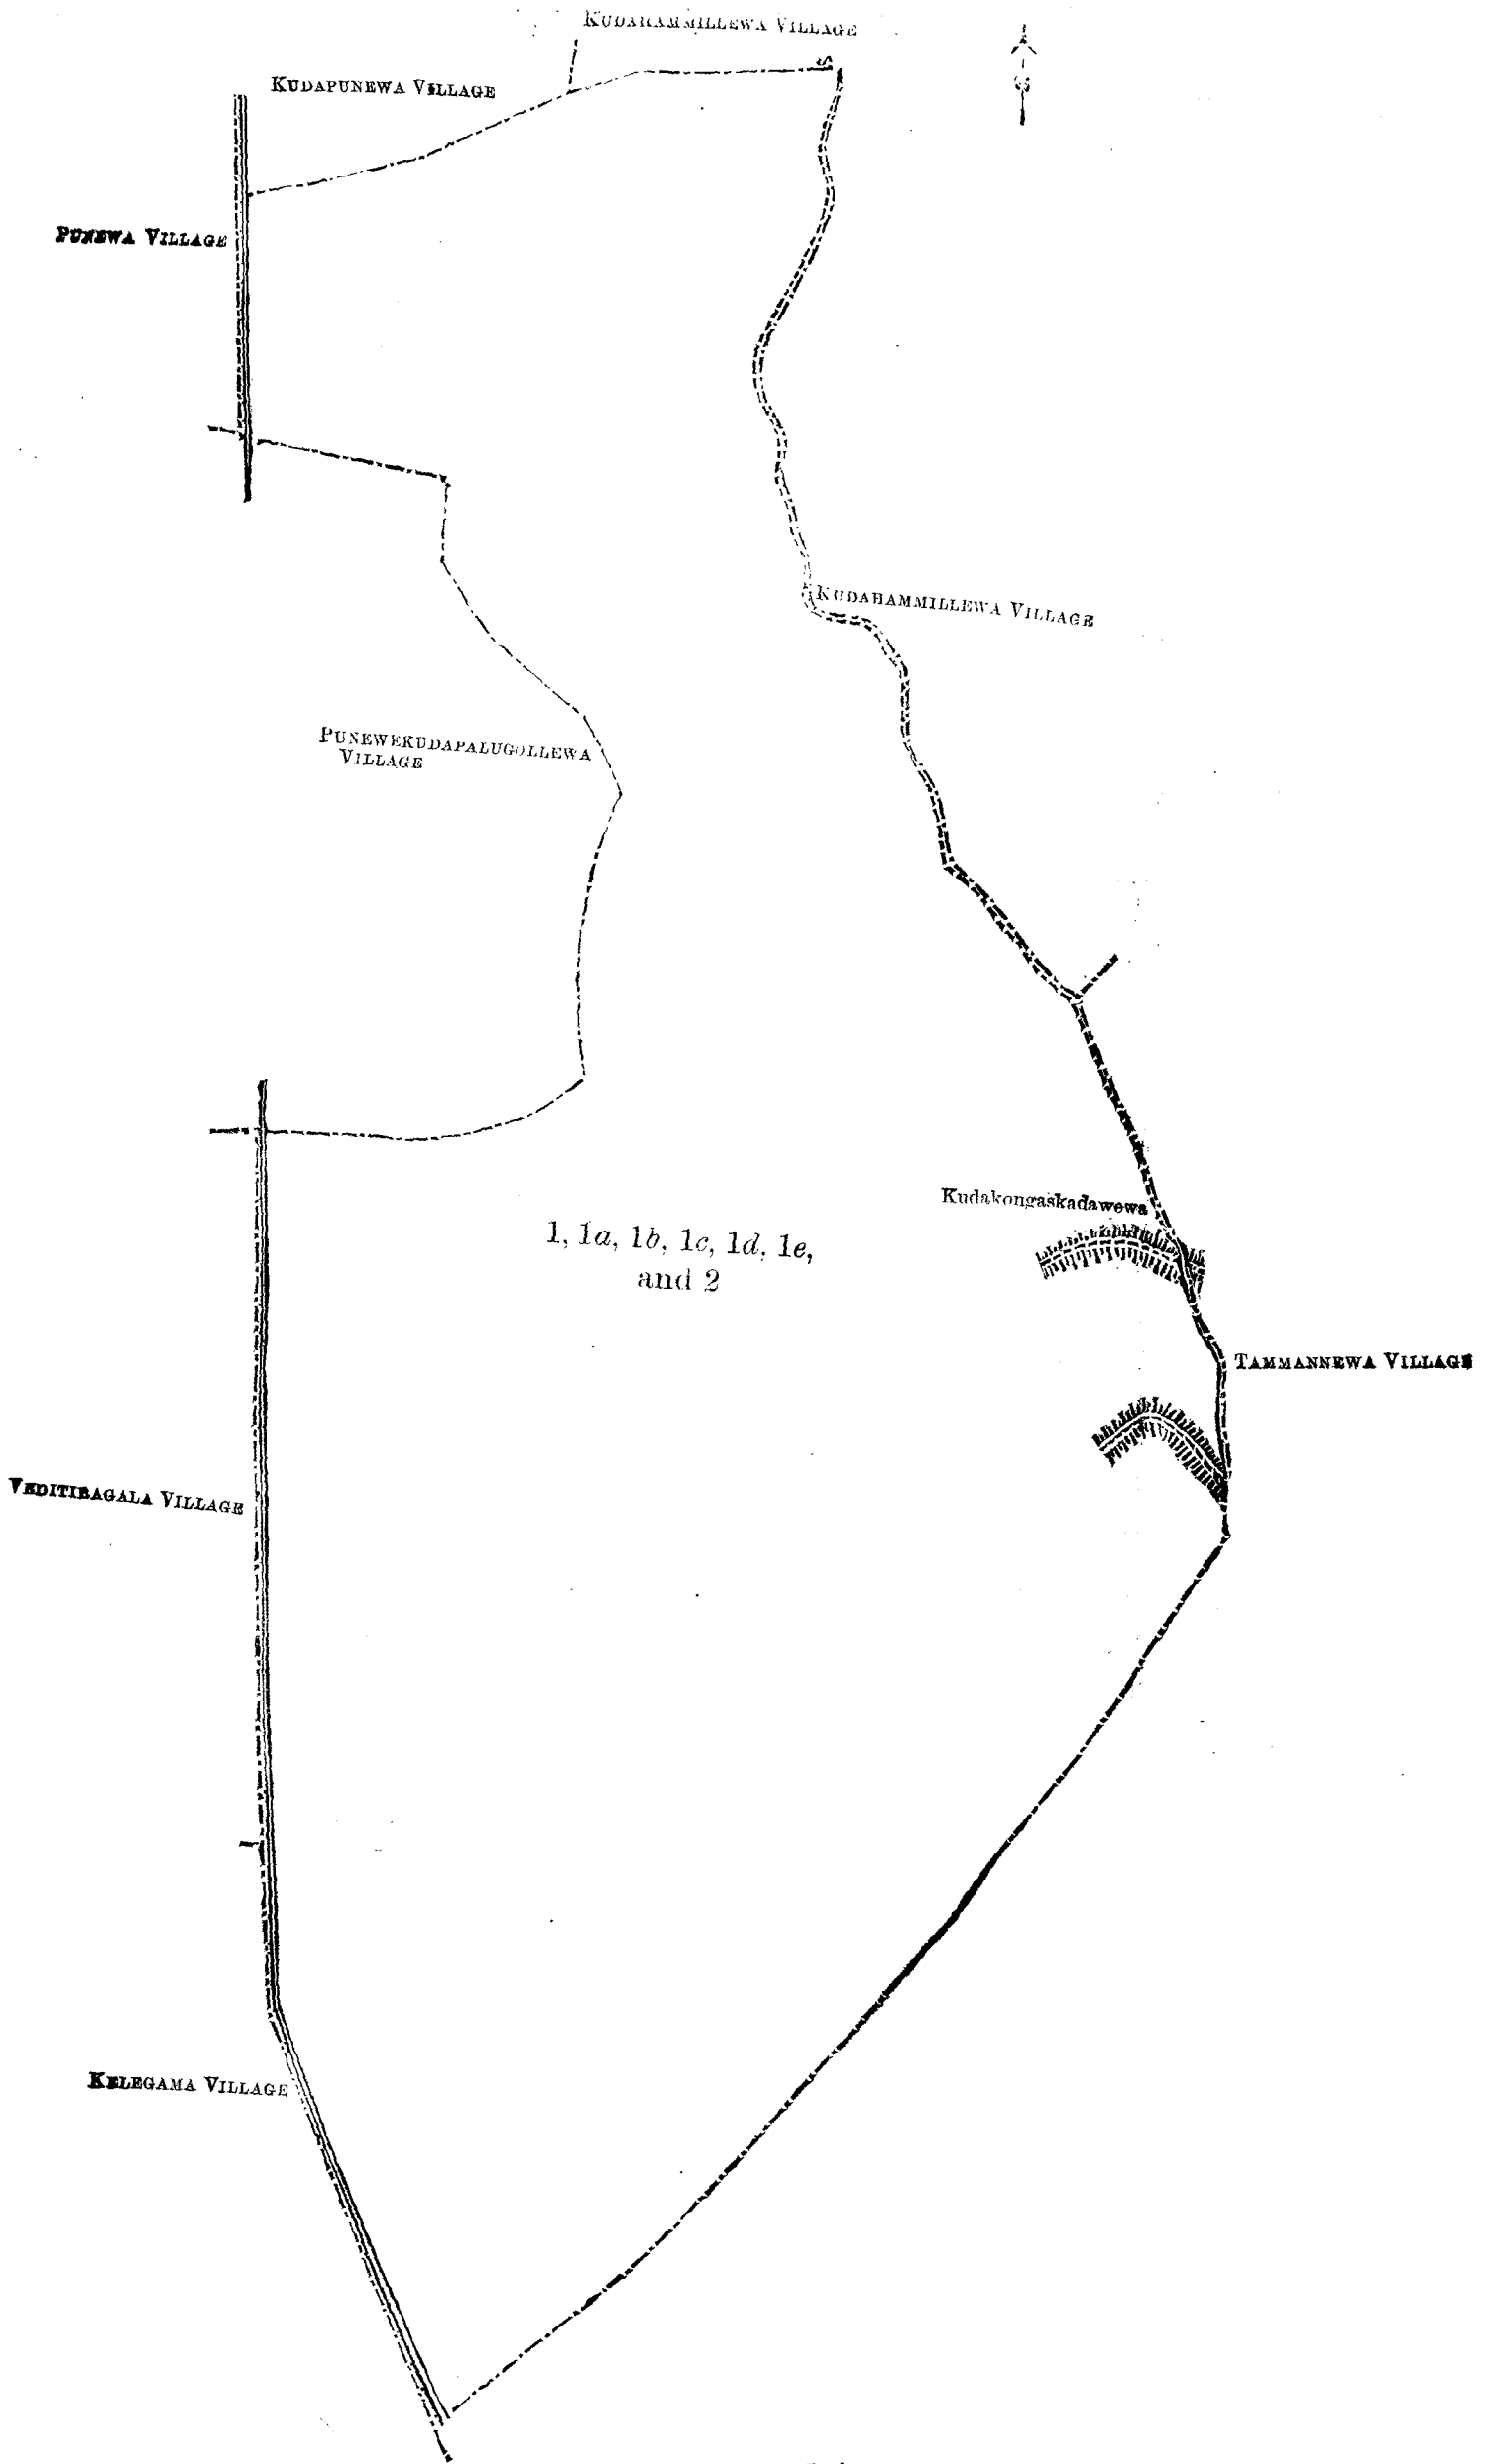 KUDAHAMMILLEWA VILLAGE
KUDAPUNEWA VILLAGE
PUNEWA VILLAGE
KUDAHAMMILLEWA VILLAGE
PUNEWEKUDAPALUGOLLEWA
VILLAGE
Kudakongaskadawewa
1, 1a, 1b, 1c, 1d, 1e,
and 2
TAMMANNEWA VILLAGE
VEDITIBAGALA VILLAGE
KELEGAMA VILLAGE